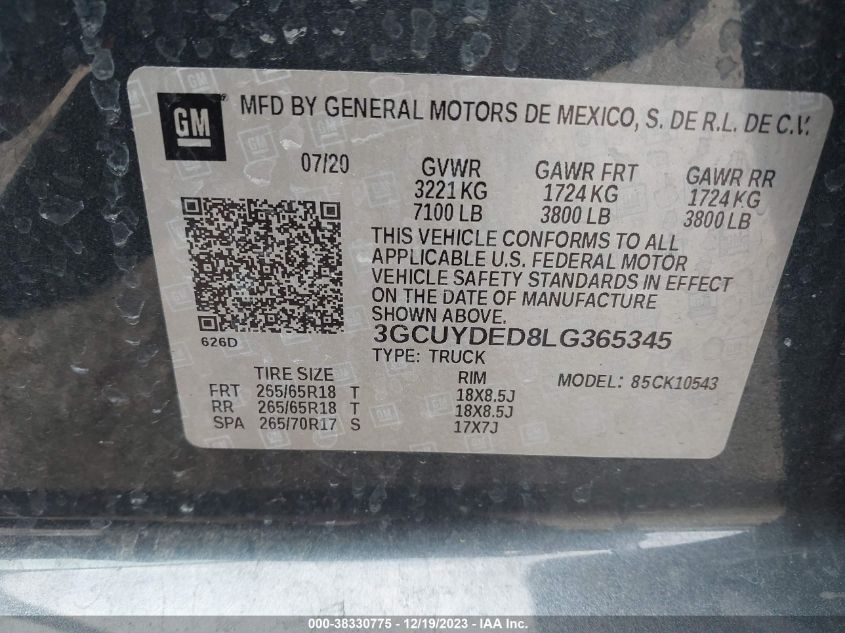 GM® MFD BY GENERAL MOTORS DE MEXICO, S. DE R.L. DE C.V.
07/20 GVWR GAWR FRT GAWR RR
3221 KG 1724 KG 1724 KG
7100 LB 3800 LB 3800 LB
THIS VEHICLE CONFORMS TO ALL
APPLICABLE U.S. FEDERAL MOTOR
VEHICLE SAFETY STANDARDS IN EFFECT
ON THE DATE OF MANUFACTURE
SHOWN ABOVE.
626D 3GCUYDED8LG365345
TYPE: TRUCK
TIRE SIZE RIM MODEL: 85CK10543
FRT 265/65R18 T 18X8.5J
RR 265/65R18 T 18X8.5J
SPA 265/70R17 S 17X7J
000-38330775 - 12/19/2023 - IAA Inc.